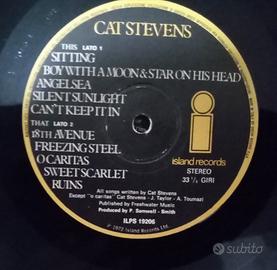 CAT STEVENS
THIS LATO 1
SITTING
BOY WITH A MOON & STAR ON HIS HEAD
ANGELSEA
SILENT SUNLIGHT
CAN'T KEEP IT IN
THAT LATO 2
18TH AVENUE
FREEZING STEEL
O CARITAS
SWEET SCARLET
RUINS
i
island records
STEREO
33 1/3 GIRI
All songs written by Cat Stevens
Except "o caritas" Cat Stevens - J. Taylor - A. Toumazi
Published by Freshwater Music
Produced by P. Samwell - Smith
ILPS 19206
℗ 1972 Island Records Ltd.
subito